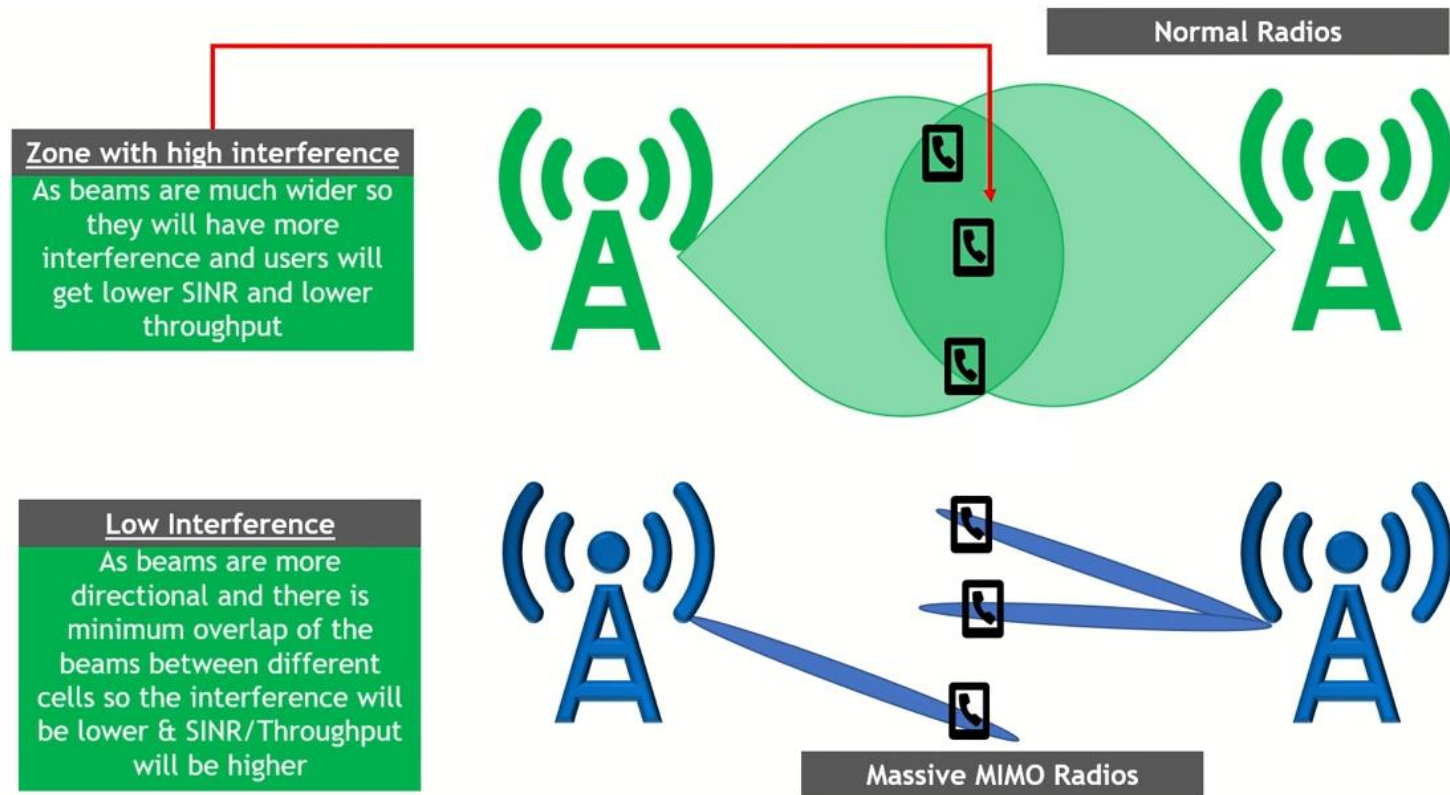 Normal Radios
Zone with high interference
As beams are much wider so
they will have more
interference and users will
get lower SINR and lower
throughput
Low Interference
As beams are more
directional and there is
minimum overlap of the
beams between different
cells so the interference will
be lower & SINR/Throughput
will be higher
Massive MIMO Radios